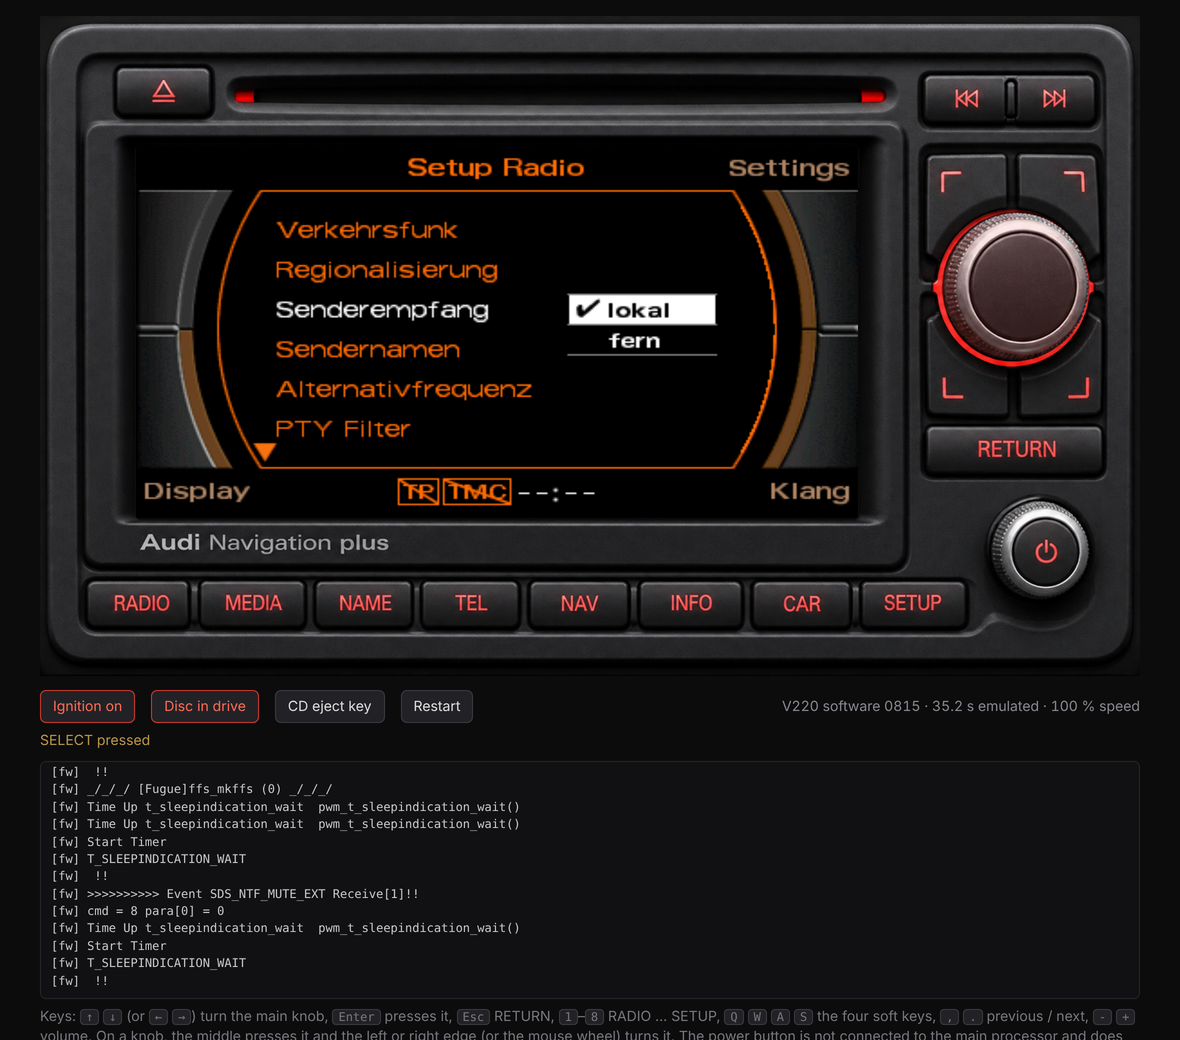 Setup Radio Settings
Verkehrsfunk
Regionalisierung
Senderempfang ✔ lokal
fern
Sendernamen
Alternativfrequenz
PTY Filter
Display TP TMC --:-- Klang
Audi Navigation plus
RETURN
RADIO MEDIA NAME TEL NAV INFO CAR SETUP
Ignition on Disc in drive CD eject key Restart V220 software 0815 · 35.2 s emulated · 100 % speed
SELECT pressed
[fw]  !!
[fw] _/_/_/ [Fugue]ffs_mkffs (0) _/_/_/
[fw] Time Up t_sleepindication_wait  pwm_t_sleepindication_wait()
[fw] Time Up t_sleepindication_wait  pwm_t_sleepindication_wait()
[fw] Start Timer
[fw] T_SLEEPINDICATION_WAIT
[fw]  !!
[fw] >>>>>>>>>> Event SDS_NTF_MUTE_EXT Receive[1]!!
[fw] cmd = 8 para[0] = 0
[fw] Time Up t_sleepindication_wait  pwm_t_sleepindication_wait()
[fw] Start Timer
[fw] T_SLEEPINDICATION_WAIT
[fw]  !!
Keys: ↑ ↓ (or ← →) turn the main knob, Enter presses it, Esc RETURN, 1–8 RADIO … SETUP, Q W A S the four soft keys, , . previous / next, - +
volume. On a knob, the middle presses it and the left or right edge (or the mouse wheel) turns it. The power button is not connected to the main processor and does